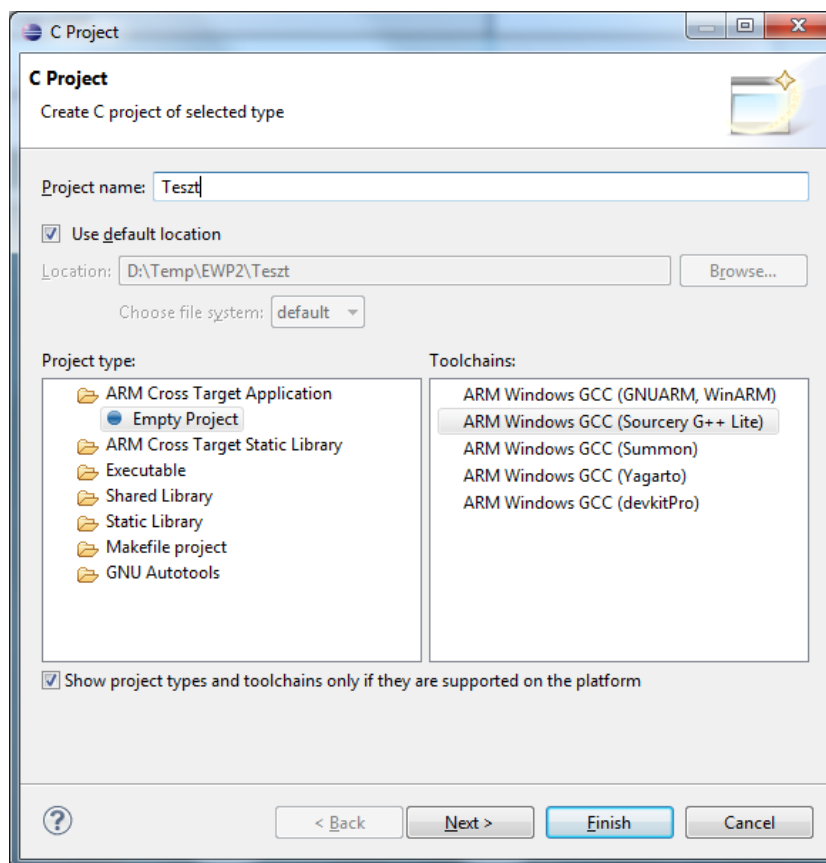 C Project
C Project
Create C project of selected type
Project name: Teszt
Use default location
Location: D:\Temp\EWP2\Teszt Browse...
Choose file system: default
Project type: Toolchains:
ARM Cross Target Application ARM Windows GCC (GNUARM, WinARM)
Empty Project ARM Windows GCC (Sourcery G++ Lite)
ARM Cross Target Static Library ARM Windows GCC (Summon)
Executable ARM Windows GCC (Yagarto)
Shared Library ARM Windows GCC (devkitPro)
Static Library
Makefile project
GNU Autotools
Show project types and toolchains only if they are supported on the platform
? < Back Next > Finish Cancel